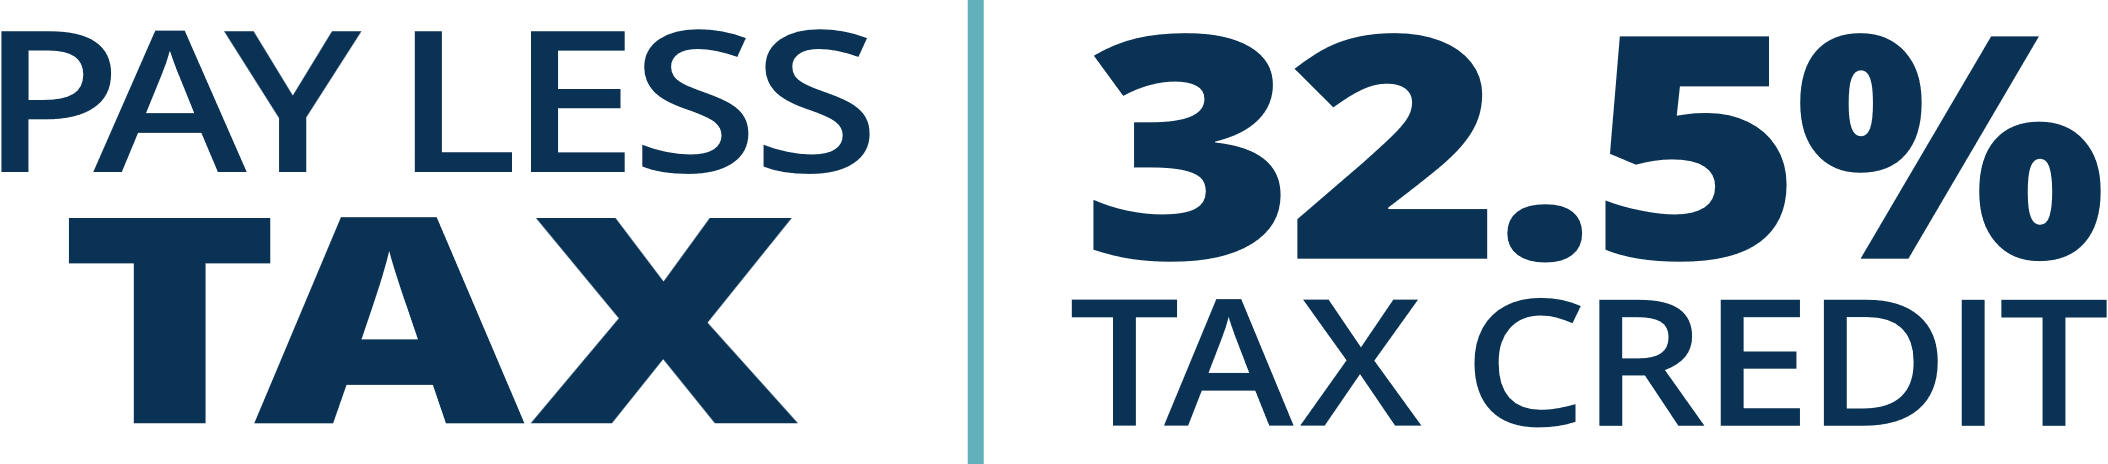 PAY LESS
TAX
32.5%
TAX CREDIT